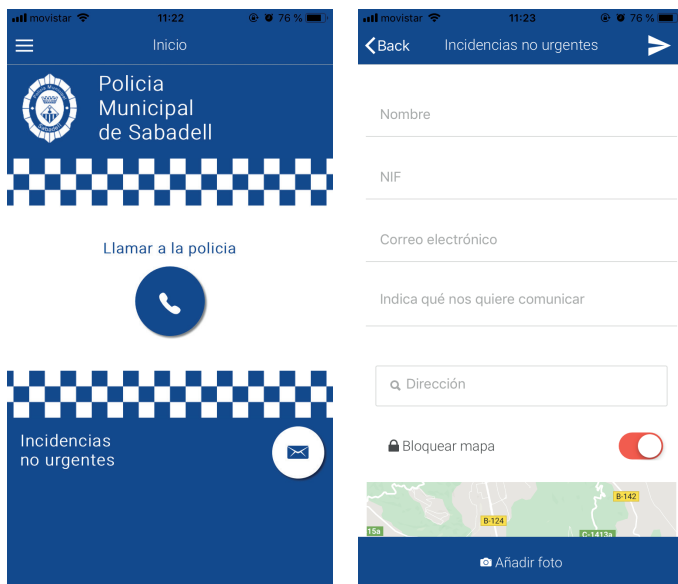 movistar 11:22 76 %
Inicio
Policia
Municipal
de Sabadell
Llamar a la policia
Incidencias
no urgentes
movistar 11:23 76 %
Back Incidencias no urgentes
Nombre
NIF
Correo electrónico
Indica qué nos quiere comunicar
Dirección
Bloquear mapa
B-142
B-124
15a
C-1413a
Añadir foto